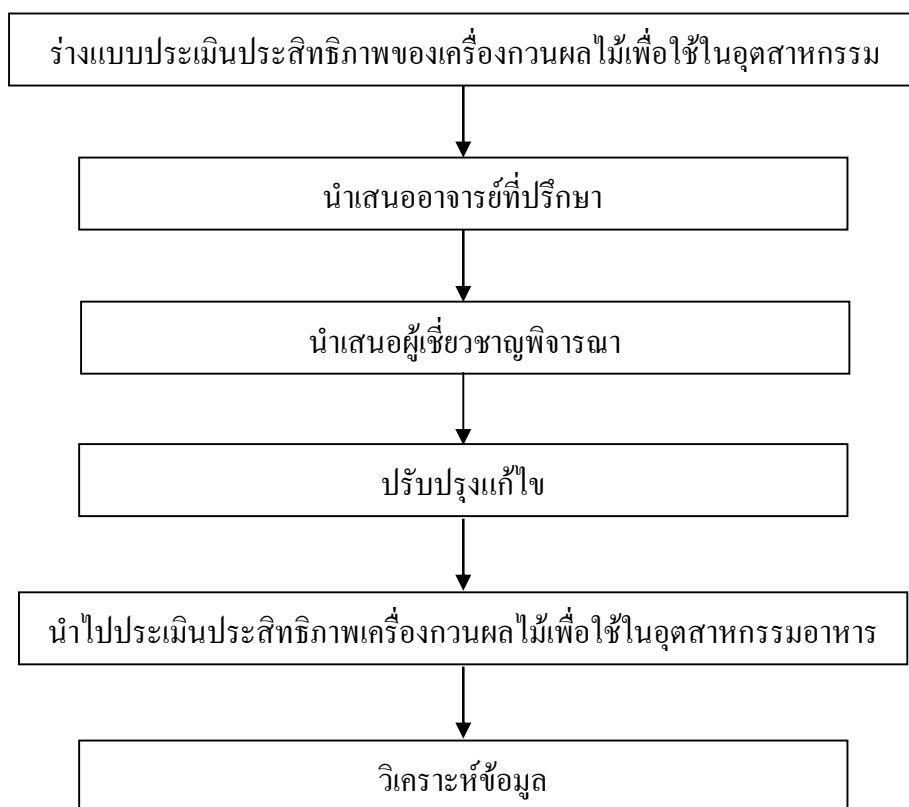 ร่างแบบประเมินประสิทธิภาพของเครื่องกวนผลไม้เพื่อใช้ในอุตสาหกรรม
นำเสนออาจารย์ที่ปรึกษา
นำเสนอผู้เชี่ยวชาญพิจารณา
ปรับปรุงแก้ไข
นำไปประเมินประสิทธิภาพเครื่องกวนผลไม้เพื่อใช้ในอุตสาหกรรมอาหาร
วิเคราะห์ข้อมูล